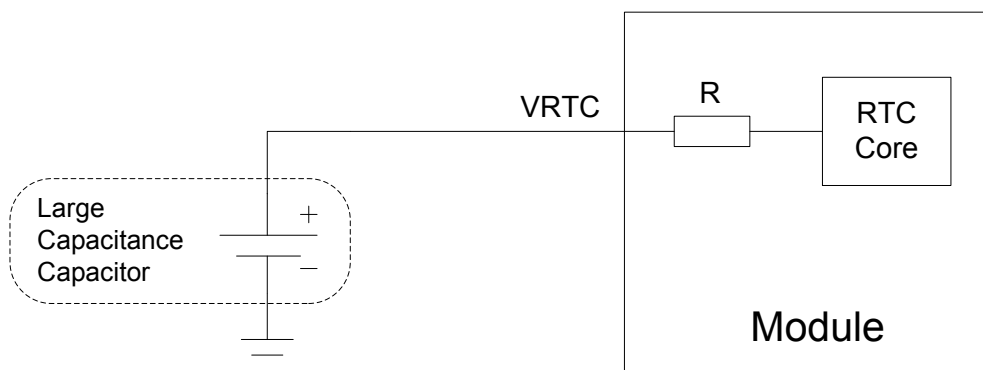 VRTC
R
RTC
Core
Large
Capacitance
Capacitor
+
−
Module